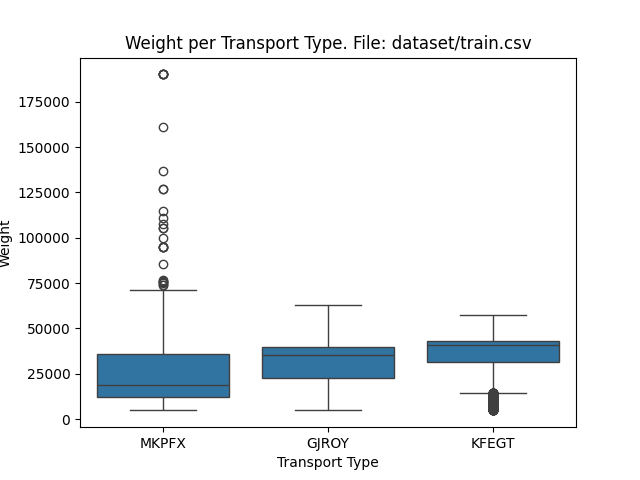 Weight per Transport Type. File: dataset/train.csv
175000
150000
125000
100000
75000
50000
25000
0
Weight
MKPFX GJROY KFEGT
Transport Type